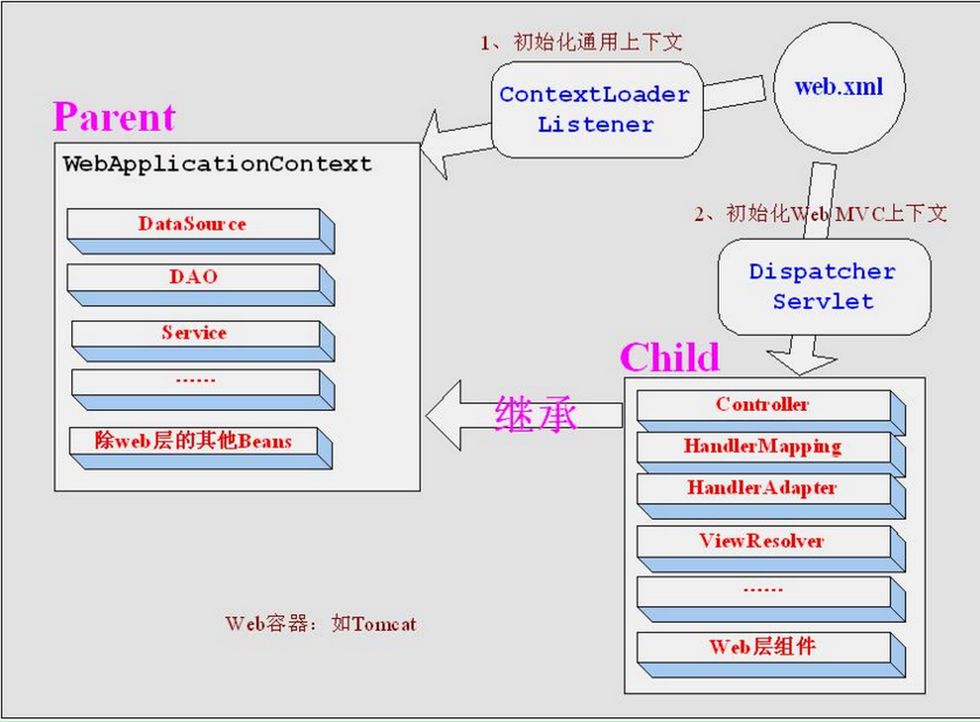 1、初始化通用上下文
ContextLoader
Listener
web.xml
Parent
WebApplicationContext
DataSource
DAO
Service
······
除web层的其他Beans
2、初始化Web MVC上下文
Dispatcher
Servlet
Child
继承
Controller
HandlerMapping
HandlerAdapter
ViewResolver
······
Web层组件
Web容器：如Tomcat